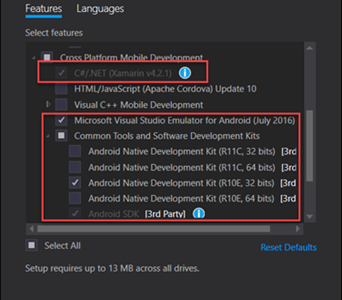 Features Languages
Select features
Cross Platform Mobile Development
C#/.NET (Xamarin v4.2.1)
HTML/JavaScript (Apache Cordova) Update 10
Visual C++ Mobile Development
Microsoft Visual Studio Emulator for Android (July 2016)
Common Tools and Software Development Kits
Android Native Development Kit (R11C, 32 bits) [3rd
Android Native Development Kit (R11C, 64 bits) [3rd
Android Native Development Kit (R10E, 32 bits) [3rd
Android Native Development Kit (R10E, 64 bits) [3rd
Android SDK [3rd Party]
Select All Reset Defaults
Setup requires up to 13 MB across all drives.